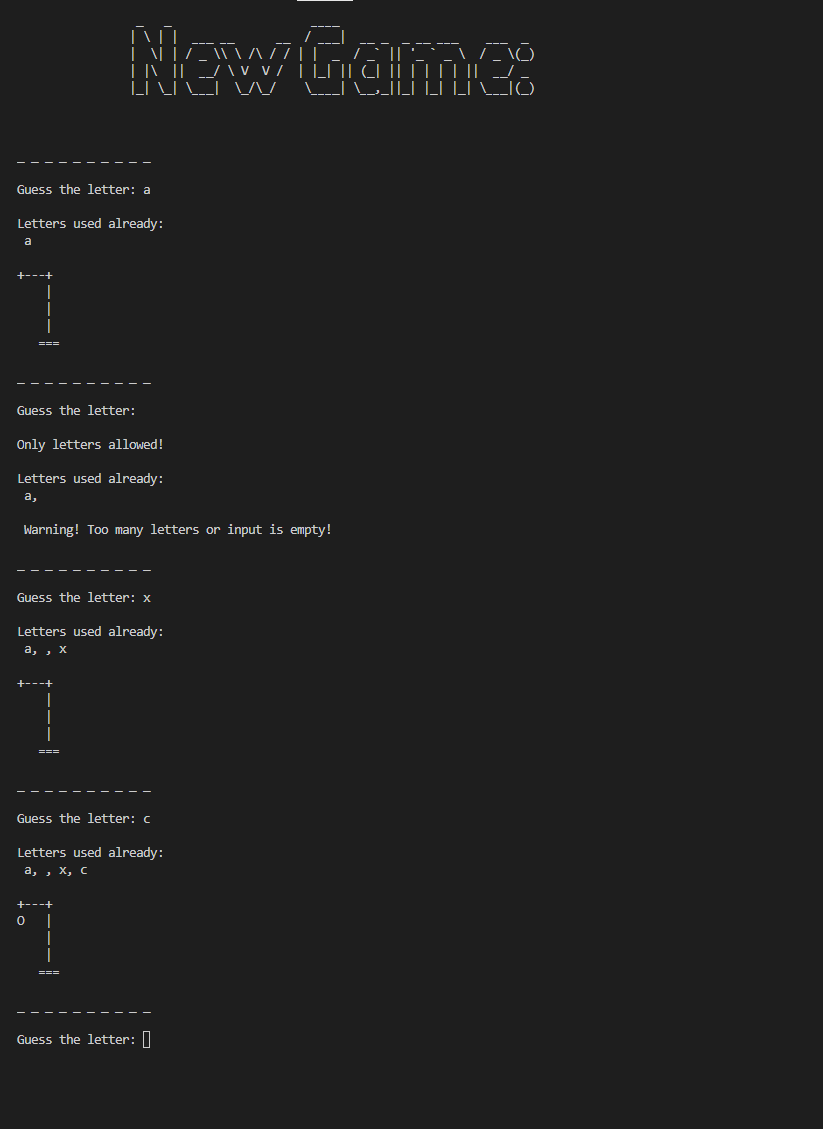 New Game:
_ _ _ _ _ _ _ _ _ _
Guess the letter: a
Letters used already:
 a
+---+
    |
    |
    |
   ===
_ _ _ _ _ _ _ _ _ _
Guess the letter:
Only letters allowed!
Letters used already:
 a,
 Warning! Too many letters or input is empty!
_ _ _ _ _ _ _ _ _ _
Guess the letter: x
Letters used already:
 a, , x
+---+
    |
    |
    |
   ===
_ _ _ _ _ _ _ _ _ _
Guess the letter: c
Letters used already:
 a, , x, c
+---+
O   |
    |
    |
   ===
_ _ _ _ _ _ _ _ _ _
Guess the letter: